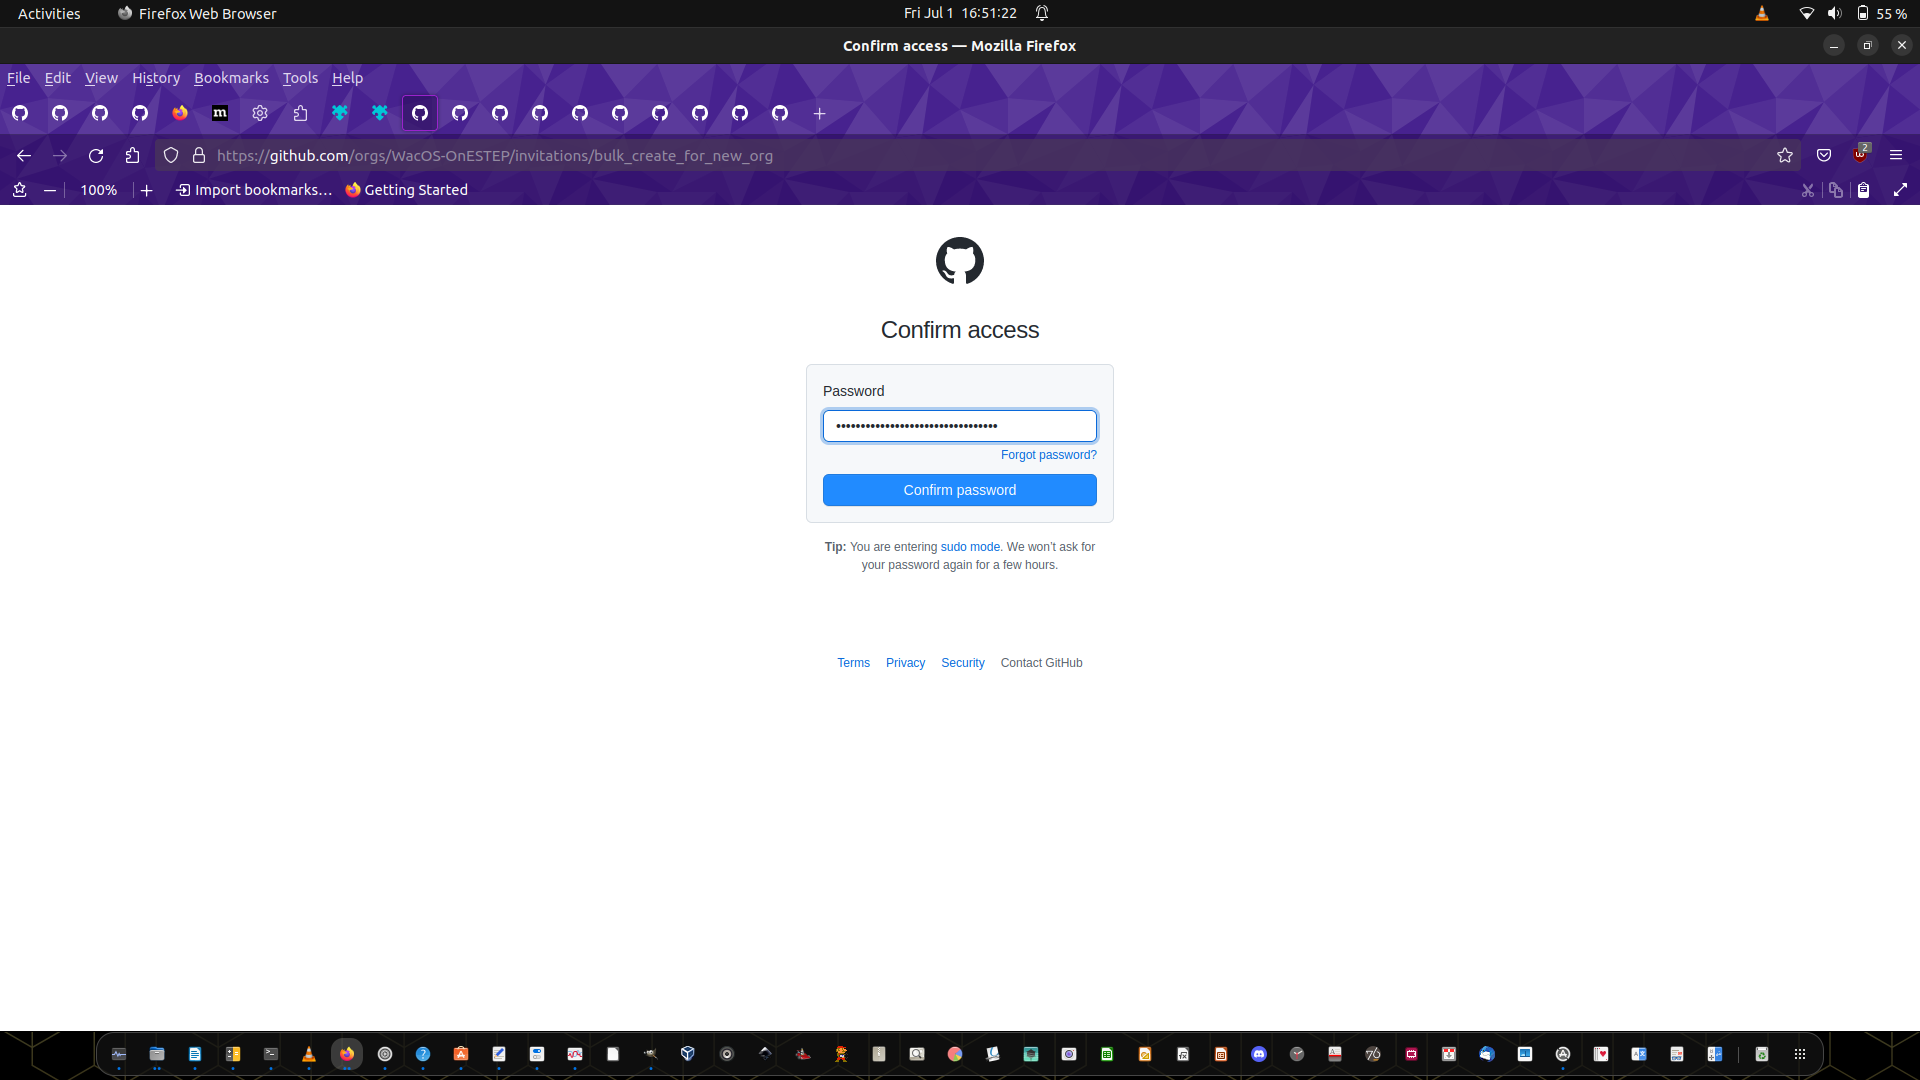 Activities Firefox Web Browser Fri Jul 1 16:51:22 55 %
Confirm access — Mozilla Firefox
File Edit View History Bookmarks Tools Help
m
https://github.com/orgs/WacOS-OnESTEP/invitations/bulk_create_for_new_org 2
100% Import bookmarks... Getting Started
Confirm access
Password
••••••••••••••••••••••••••••••••••
Forgot password?
Confirm password
Tip: You are entering sudo mode. We won't ask for
your password again for a few hours.
Terms Privacy Security Contact GitHub